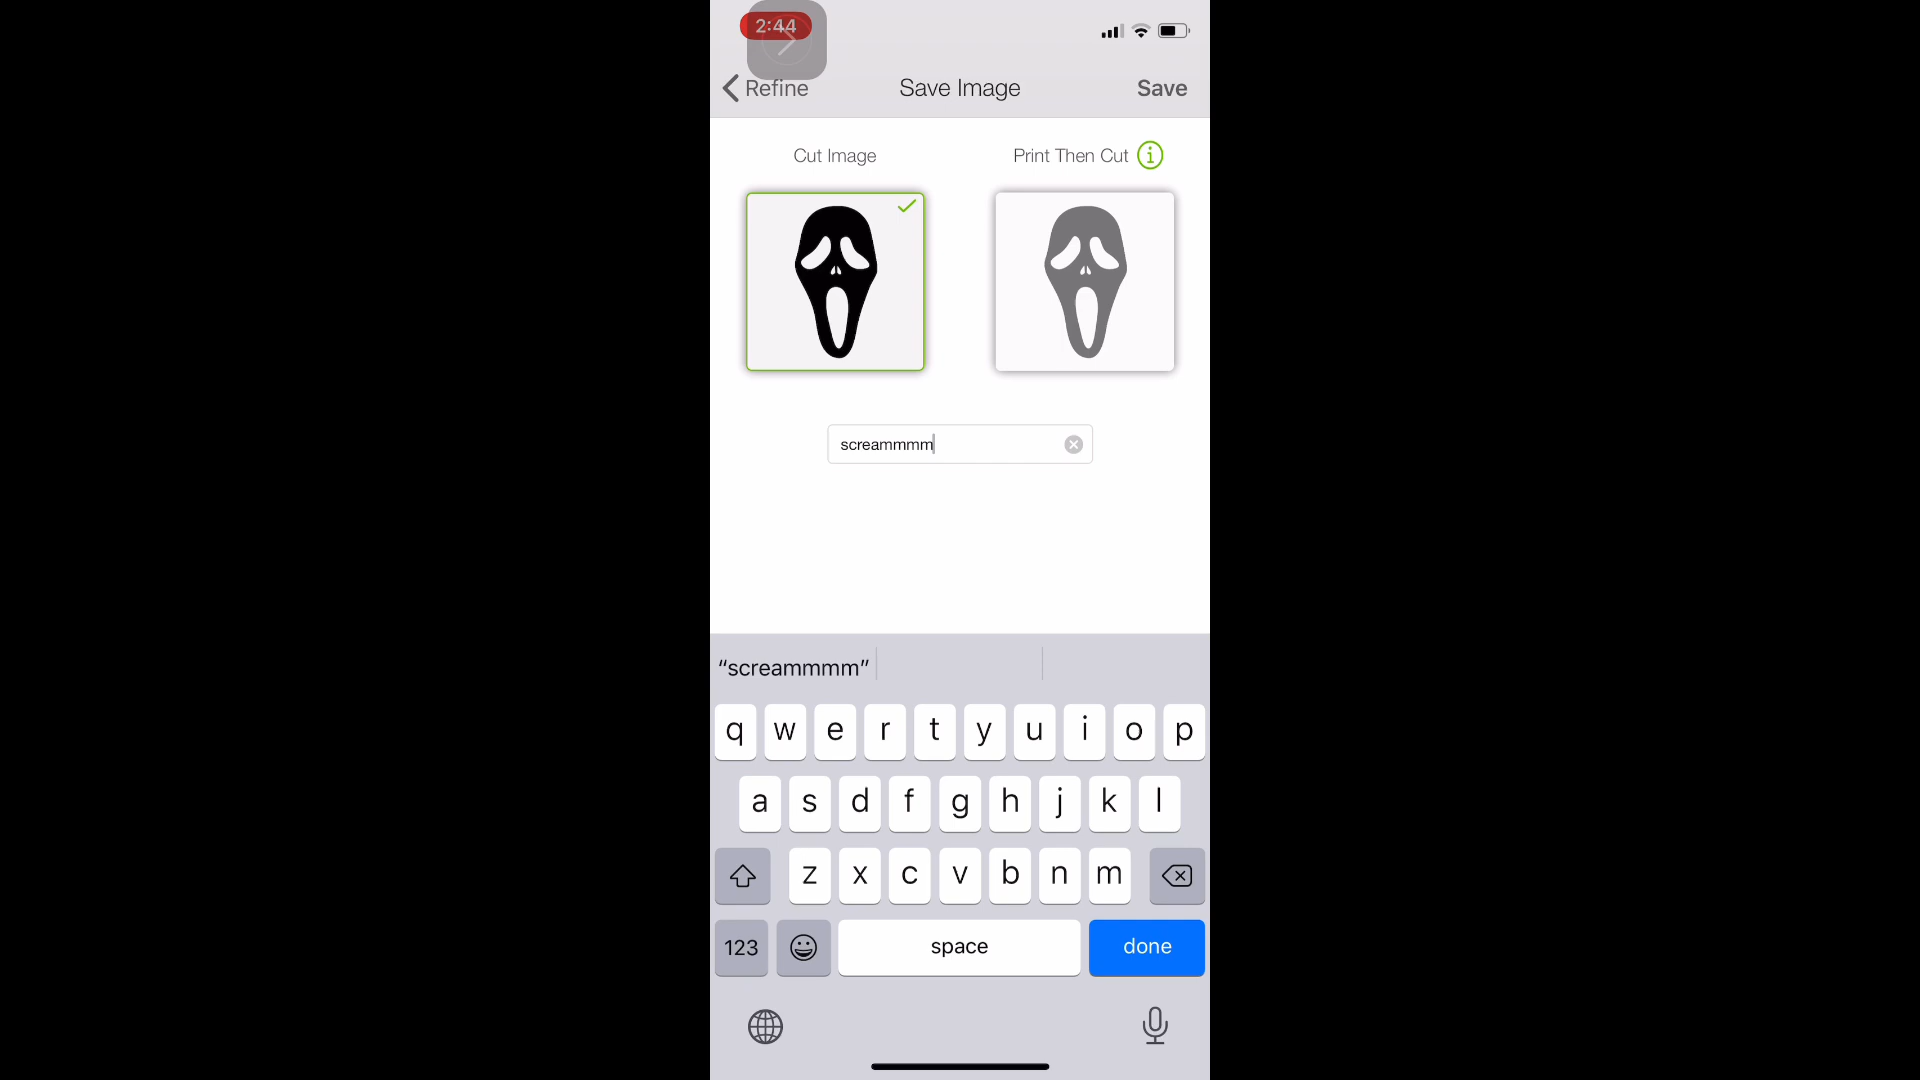 2:44
Refine
Save Image
Save
Cut Image
Print Then Cut
screammmm
“screammmm”
q w e r t y u i o p
a s d f g h j k l
z x c v b n m
123
space
done